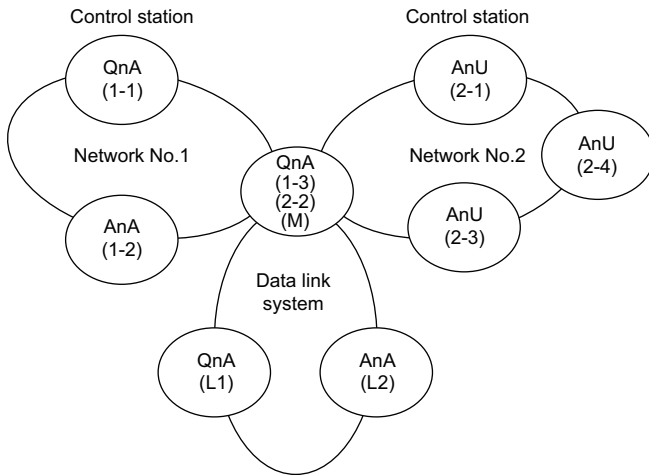 Control station
Control station
QnA
(1-1)
AnU
(2-1)
Network No.1
QnA
(1-3)
(2-2)
(M)
Network No.2
AnU
(2-4)
AnA
(1-2)
AnU
(2-3)
Data link
system
QnA
(L1)
AnA
(L2)